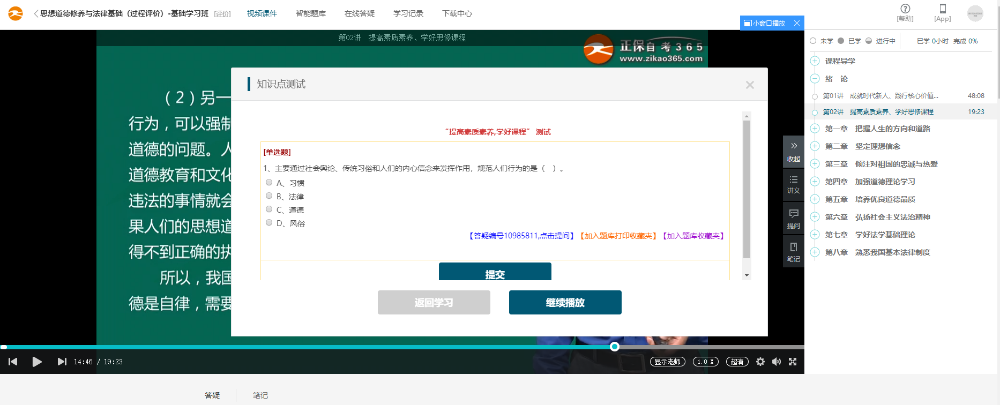 思想道德修养与法律基础（过程评价）-基础学习班 [评价] 视频课件 智能题库 在线答疑 学习记录 下载中心
[帮助] [App]
小窗口播放
第02讲 提高素质素养、学好思修课程
正保自考365
www.zikao365.com
（2）另一
行为，可以强制
道德的问题。人
道德教育和文化
违法的事情就会
果人们的思想道
得不到正确的执
所以，我国
德是自律，需要
知识点测试
“提高素质素养,学好课程” 测试
[单选题]
1、主要通过社会舆论、传统习俗和人们的内心信念来发挥作用，规范人们行为的是（ ）。
A、习惯
B、法律
C、道德
D、风俗
【答疑编号10985811,点击提问】 【加入题库打印收藏夹】 【加入题库收藏夹】
提交
返回学习 继续播放
收起
讲义
提问
笔记
14:46 / 19:23 显示老师 1.0 X 超清
未学 已学 进行中 已学 0小时 完成 0%
课程导学
绪 论
第01讲 成就时代新人、践行核心价值... 48:08
第02讲 提高素质素养、学好思修课程 19:23
第一章 把握人生的方向和道路
第二章 坚定理想信念
第三章 倾注对祖国的忠诚与热爱
第四章 加强道德理论学习
第五章 培养优良道德品质
第六章 弘扬社会主义法治精神
第七章 学好法学基础理论
第八章 熟悉我国基本法律制度
答疑 笔记